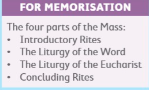 FOR MEMORISATION
The four parts of the Mass:
• Introductory Rites
• The Liturgy of the Word
• The Liturgy of the Eucharist
• Concluding Rites